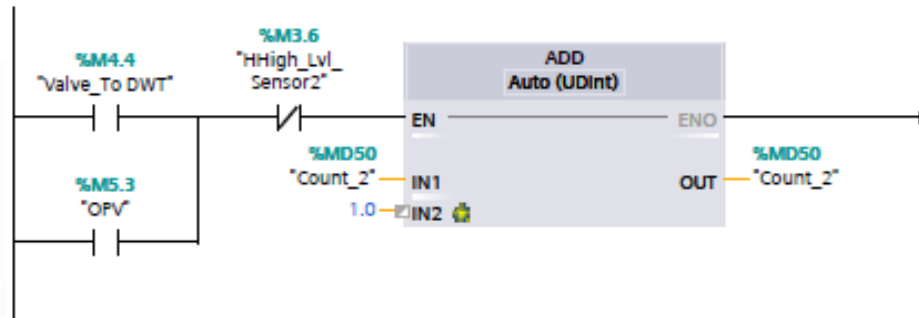 %M4.4
"Valve_To DWT"
%M3.6
"HHigh_Lvl_
Sensor2"
ADD
Auto (UDInt)
EN
ENO
%MD50
"Count_2"
IN1
1.0
IN2
OUT
%MD50
"Count_2"
%M5.3
"OPV"